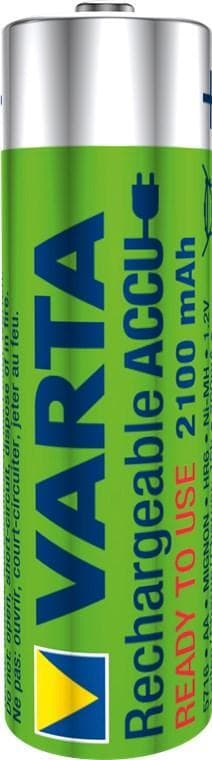 Do not open, short-circuit, dispose of in fire.
Ne pas: ouvrir, court-circuiter, jeter au feu.
VARTA
Rechargeable ACCU
READY TO USE 2100 mAh
5716 • AA • MIGNON • HR6 • Ni-MH • 1.2V
+